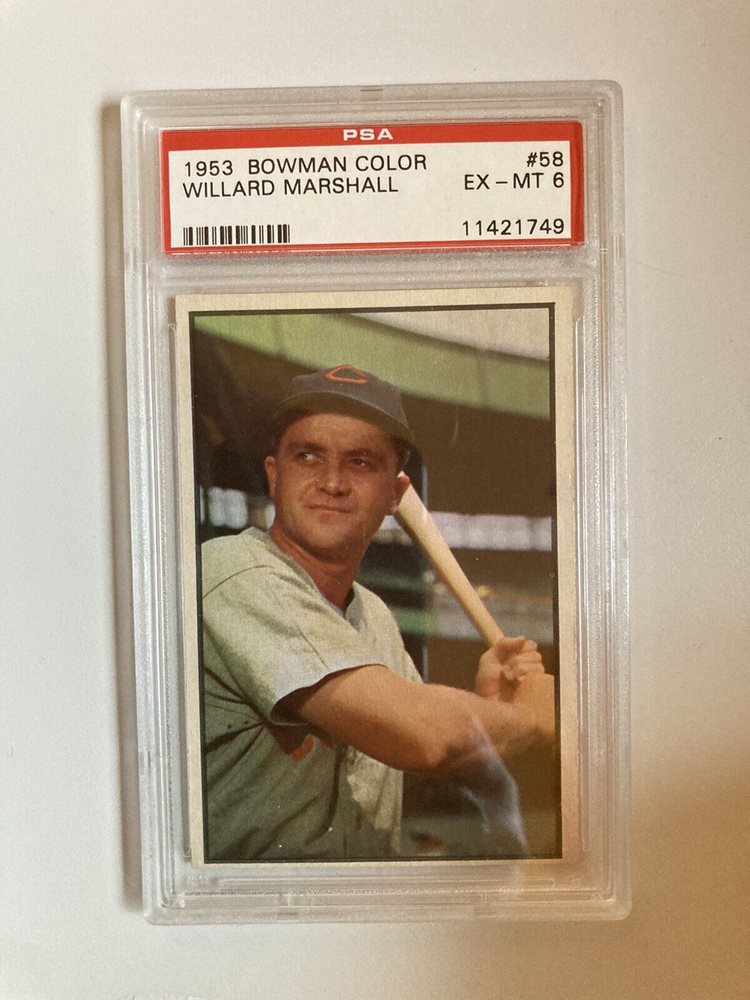 PSA
1953 BOWMAN COLOR #58
WILLARD MARSHALL EX - MT 6
11421749
C